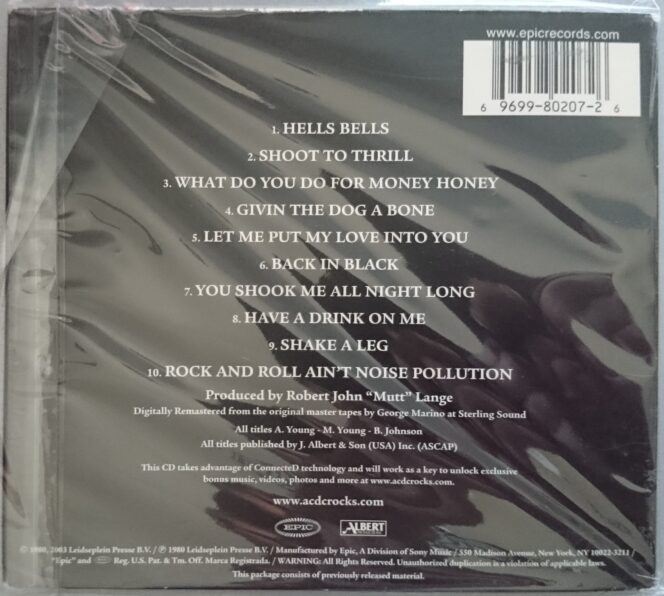 www.epicrecords.com
6 9699-80207-2 6
1. HELLS BELLS
2. SHOOT TO THRILL
3. WHAT DO YOU DO FOR MONEY HONEY
4. GIVIN THE DOG A BONE
5. LET ME PUT MY LOVE INTO YOU
6. BACK IN BLACK
7. YOU SHOOK ME ALL NIGHT LONG
8. HAVE A DRINK ON ME
9. SHAKE A LEG
10. ROCK AND ROLL AIN'T NOISE POLLUTION
Produced by Robert John “Mutt” Lange
Digitally Remastered from the original master tapes by George Marino at Sterling Sound
All titles A. Young - M. Young - B. Johnson
All titles published by J. Albert & Son (USA) Inc. (ASCAP)
This CD takes advantage of ConnecteD technology and will work as a key to unlock exclusive
bonus music, videos, photos and more at www.acdcrocks.com.
www.acdcrocks.com
EPIC ALBERT
© 1980, 2003 Leidseplein Presse B.V. / ℗ 1980 Leidseplein Presse B.V. / Manufactured by Epic, A Division of Sony Music / 550 Madison Avenue, New York, NY 10022-3211 /
"Epic" and EPIC Reg. U.S. Pat. & Tm. Off. Marca Registrada. / WARNING: All Rights Reserved. Unauthorized duplication is a violation of applicable laws.
This package consists of previously released material.